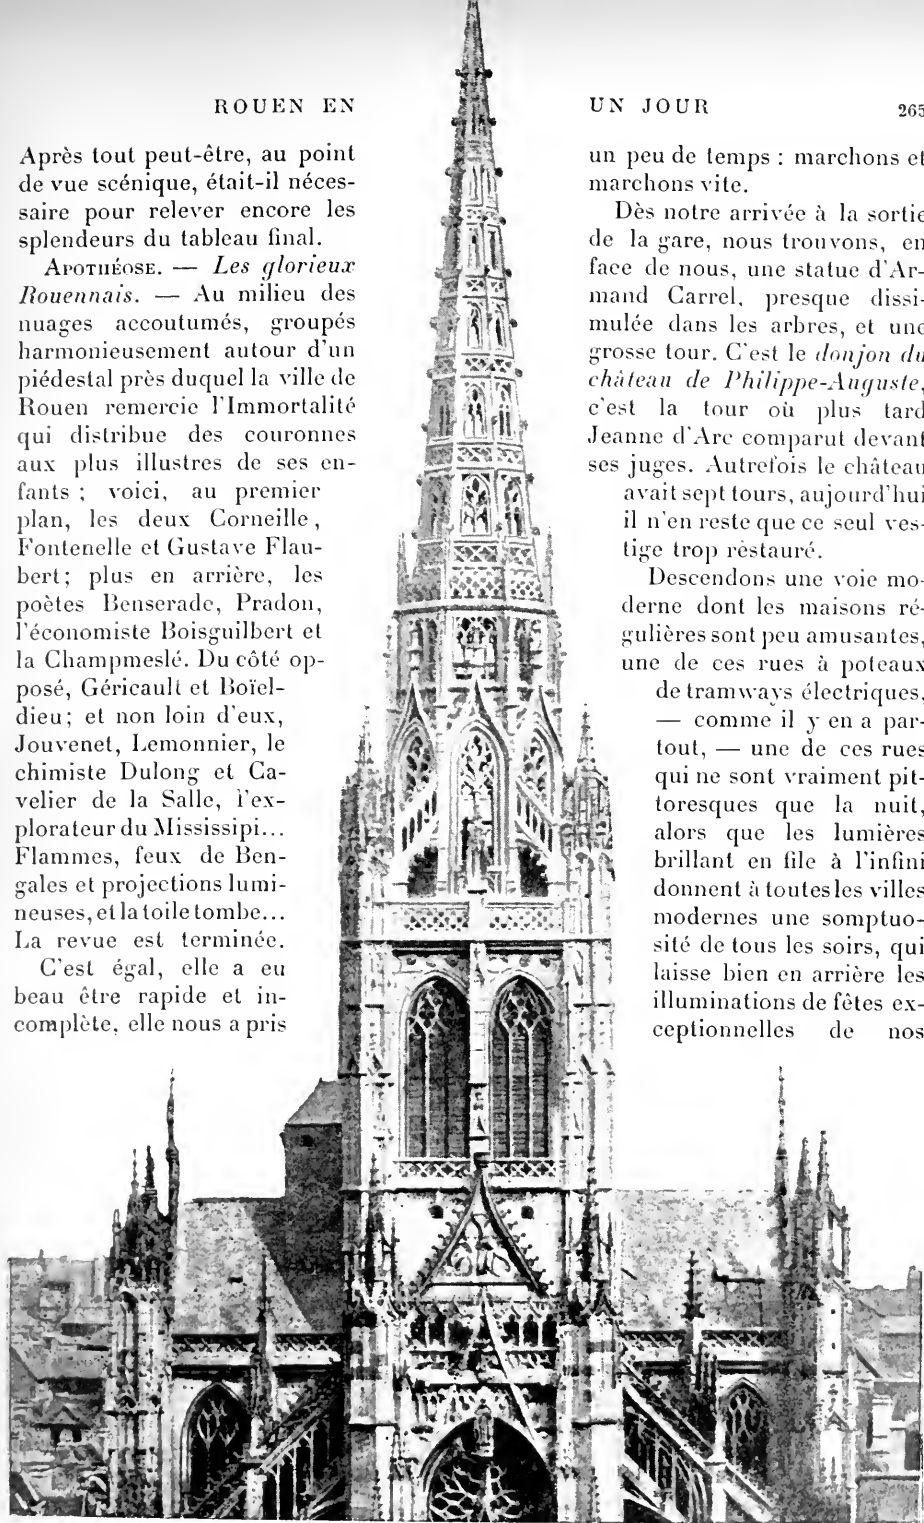 ROUEN EN UN JOUR 265
Après tout peut-être, au point
de vue scénique, était-il néces-
saire pour relever encore les
splendeurs du tableau final.
APOTHÉOSE. — Les glorieux
Rouennais. — Au milieu des
nuages accoutumés, groupés
harmonieusement autour d'un
piédestal près duquel la ville de
Rouen remercie l'Immortalité
qui distribue des couronnes
aux plus illustres de ses en-
fants ; voici, au premier
plan, les deux Corneille,
Fontenelle et Gustave Flau-
bert; plus en arrière, les
poètes Benserade, Pradon,
l'économiste Boisguilbert et
la Champmeslé. Du côté op-
posé, Géricault et Boïel-
dieu; et non loin d'eux,
Jouvenet, Lemonnier, le
chimiste Dulong et Ca-
velier de la Salle, l'ex-
plorateur du Mississipi...
Flammes, feux de Ben-
gales et projections lumi-
neuses, et la toile tombe...
La revue est terminée.
C'est égal, elle a eu
beau être rapide et in-
complète, elle nous a pris
un peu de temps : marchons et
marchons vite.
Dès notre arrivée à la sortie
de la gare, nous trouvons, en
face de nous, une statue d'Ar-
mand Carrel, presque dissi-
mulée dans les arbres, et une
grosse tour. C'est le donjon du
château de Philippe-Auguste,
c'est la tour où plus tard
Jeanne d'Arc comparut devant
ses juges. Autrefois le château
avait sept tours, aujourd'hui
il n'en reste que ce seul ves-
tige trop restauré.
Descendons une voie mo-
derne dont les maisons ré-
gulières sont peu amusantes,
une de ces rues à poteaux
de tramways électriques,
— comme il y en a par-
tout, — une de ces rues
qui ne sont vraiment pit-
toresques que la nuit,
alors que les lumières
brillant en file à l'infini
donnent à toutes les villes
modernes une somptuo-
sité de tous les soirs, qui
laisse bien en arrière les
illuminations de fêtes ex-
ceptionnelles de nos